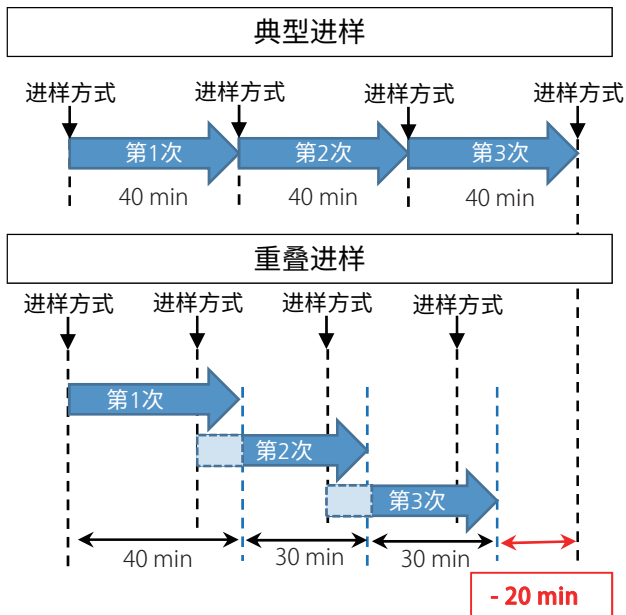 典型进样
进样方式 进样方式 进样方式 进样方式
第1次 第2次 第3次
40 min 40 min 40 min
重叠进样
进样方式 进样方式 进样方式 进样方式
第1次
第2次
第3次
40 min 30 min 30 min
- 20 min